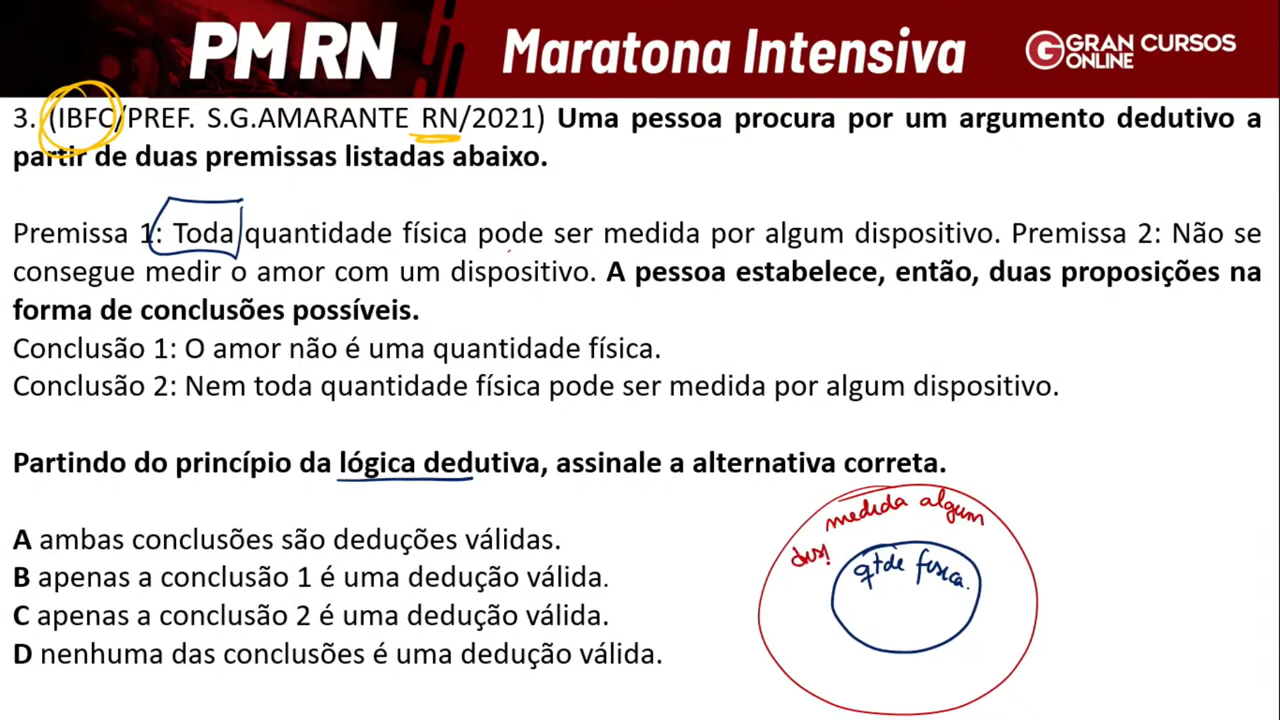 PM RN Maratona Intensiva GRAN CURSOS
ONLINE
3. (IBFC/PREF. S.G.AMARANTE RN/2021) Uma pessoa procura por um argumento dedutivo a
partir de duas premissas listadas abaixo.
Premissa 1: Toda quantidade física pode ser medida por algum dispositivo. Premissa 2: Não se
consegue medir o amor com um dispositivo. A pessoa estabelece, então, duas proposições na
forma de conclusões possíveis.
Conclusão 1: O amor não é uma quantidade física.
Conclusão 2: Nem toda quantidade física pode ser medida por algum dispositivo.
Partindo do princípio da lógica dedutiva, assinale a alternativa correta.
A ambas conclusões são deduções válidas.
B apenas a conclusão 1 é uma dedução válida.
C apenas a conclusão 2 é uma dedução válida.
D nenhuma das conclusões é uma dedução válida.
medida algum
qtde física.